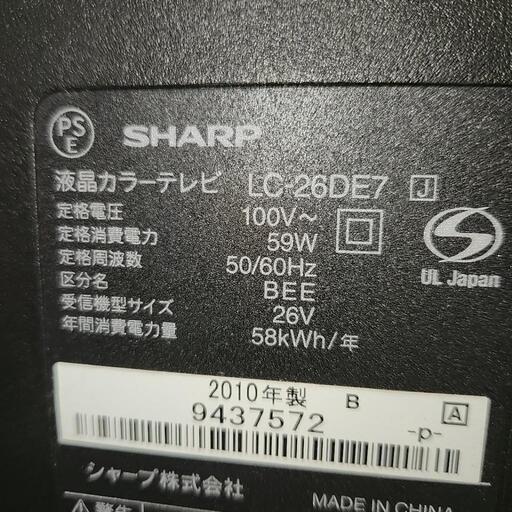 PS
E
SHARP
液晶カラーテレビ LC-26DE7 J
定格電圧 100V～
定格消費電力 59W
定格周波数 50/60Hz
区分名 BEE
受信機型サイズ 26V
年間消費電力量 58kWh/年
S
UL Japan
2010年製 B A
9437572 -p-
シャープ株式会社
MADE IN CHINA
警告